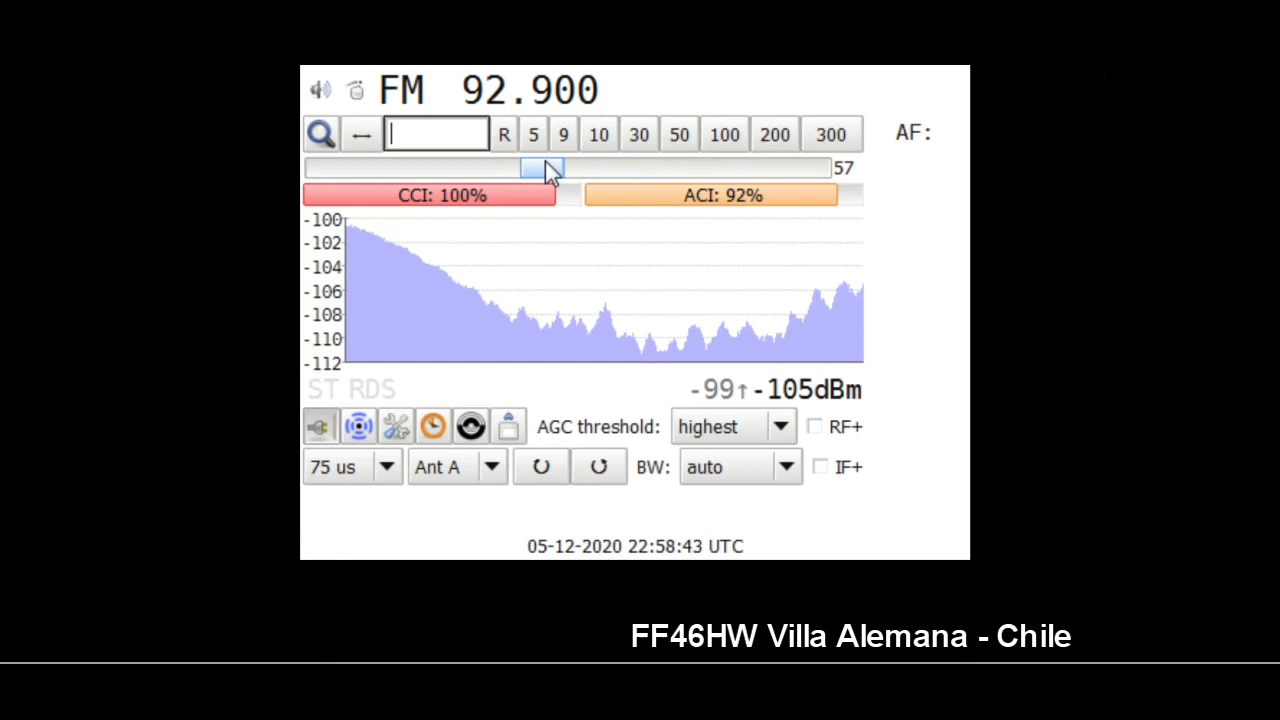 FM 92.900
R 5 9 10 30 50 100 200 300 AF:
57
CCI: 100% ACI: 92%
-100
-102
-104
-106
-108
-110
-112
ST RDS -99↑-105dBm
AGC threshold: highest RF+
75 us Ant A BW: auto IF+
05-12-2020 22:58:43 UTC
FF46HW Villa Alemana - Chile